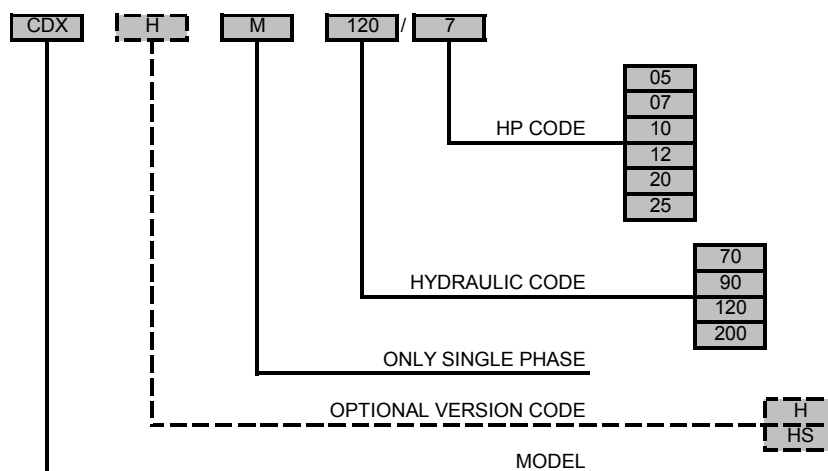 CDX H M 120 / 7
05
07
HP CODE 10
12
20
25
70
HYDRAULIC CODE 90
120
200
ONLY SINGLE PHASE
OPTIONAL VERSION CODE H
HS
MODEL